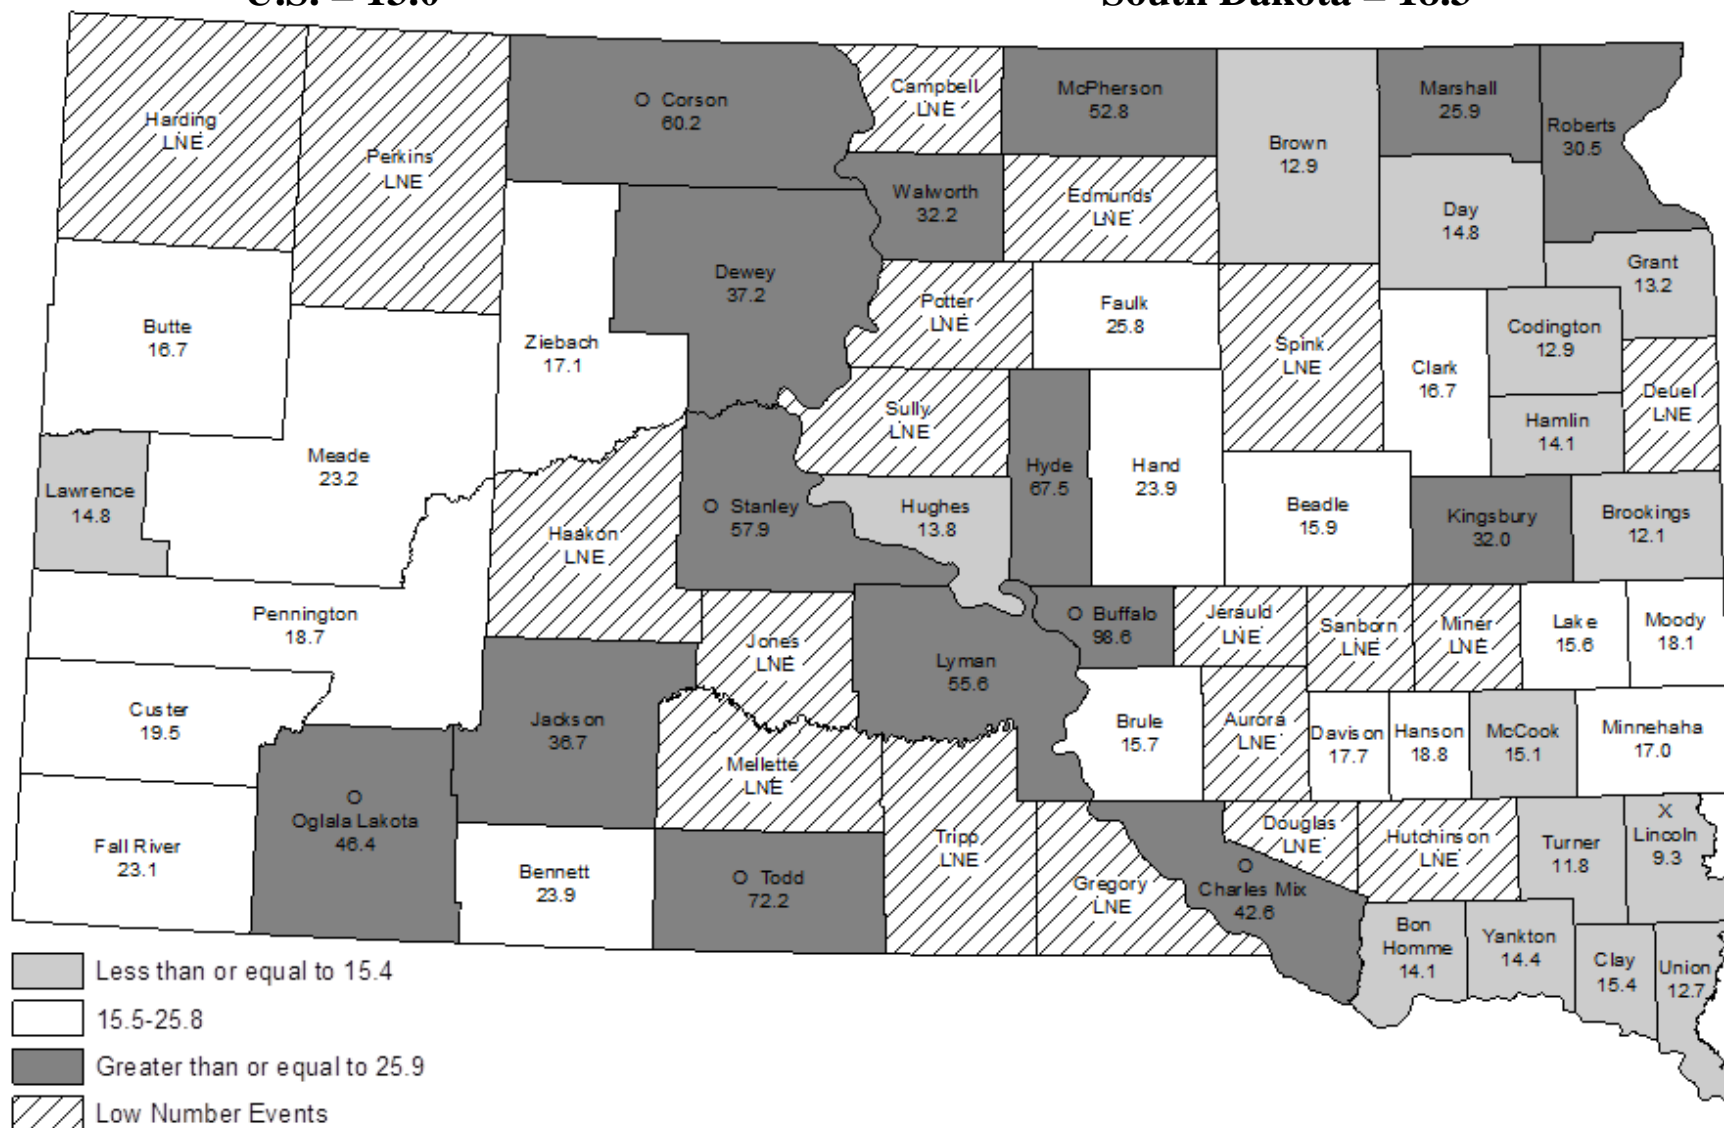 U.S. = 13.0
South Dakota = 18.5
Harding
LNE
Perkins
LNE
O Corson
60.2
Campbell
LNE
McPherson
52.8
Brown
12.9
Marshall
25.9
Roberts
30.5
Walworth
32.2
Edmunds
LNE
Day
14.8
Grant
13.2
Butte
16.7
Ziebach
17.1
Dewey
37.2
Potter
LNE
Faulk
25.8
Spink
LNE
Clark
16.7
Codington
12.9
Deuel
LNE
Hamlin
14.1
Lawrence
14.8
Meade
23.2
Haakon
LNE
O Stanley
57.9
Sully
LNE
Hughes
13.8
Hyde
67.5
Hand
23.9
Beadle
15.9
Kingsbury
32.0
Brookings
12.1
Pennington
18.7
Jones
LNE
Lyman
55.6
O Buffalo
98.6
Jerauld
LNE
Sanborn
LNE
Miner
LNE
Lake
15.6
Moody
18.1
Custer
19.5
Jackson
36.7
Mellette
LNE
Brule
15.7
Aurora
LNE
Davison
17.7
Hanson
18.8
McCook
15.1
Minnehaha
17.0
Fall River
23.1
O
Oglala Lakota
46.4
Bennett
23.9
O Todd
72.2
Tripp
LNE
Gregory
LNE
O
Charles Mix
42.6
Douglas
LNE
Hutchinson
LNE
Turner
11.8
X
Lincoln
9.3
Bon
Homme
14.1
Yankton
14.4
Clay
15.4
Union
12.7
Less than or equal to 15.4
15.5-25.8
Greater than or equal to 25.9
Low Number Events